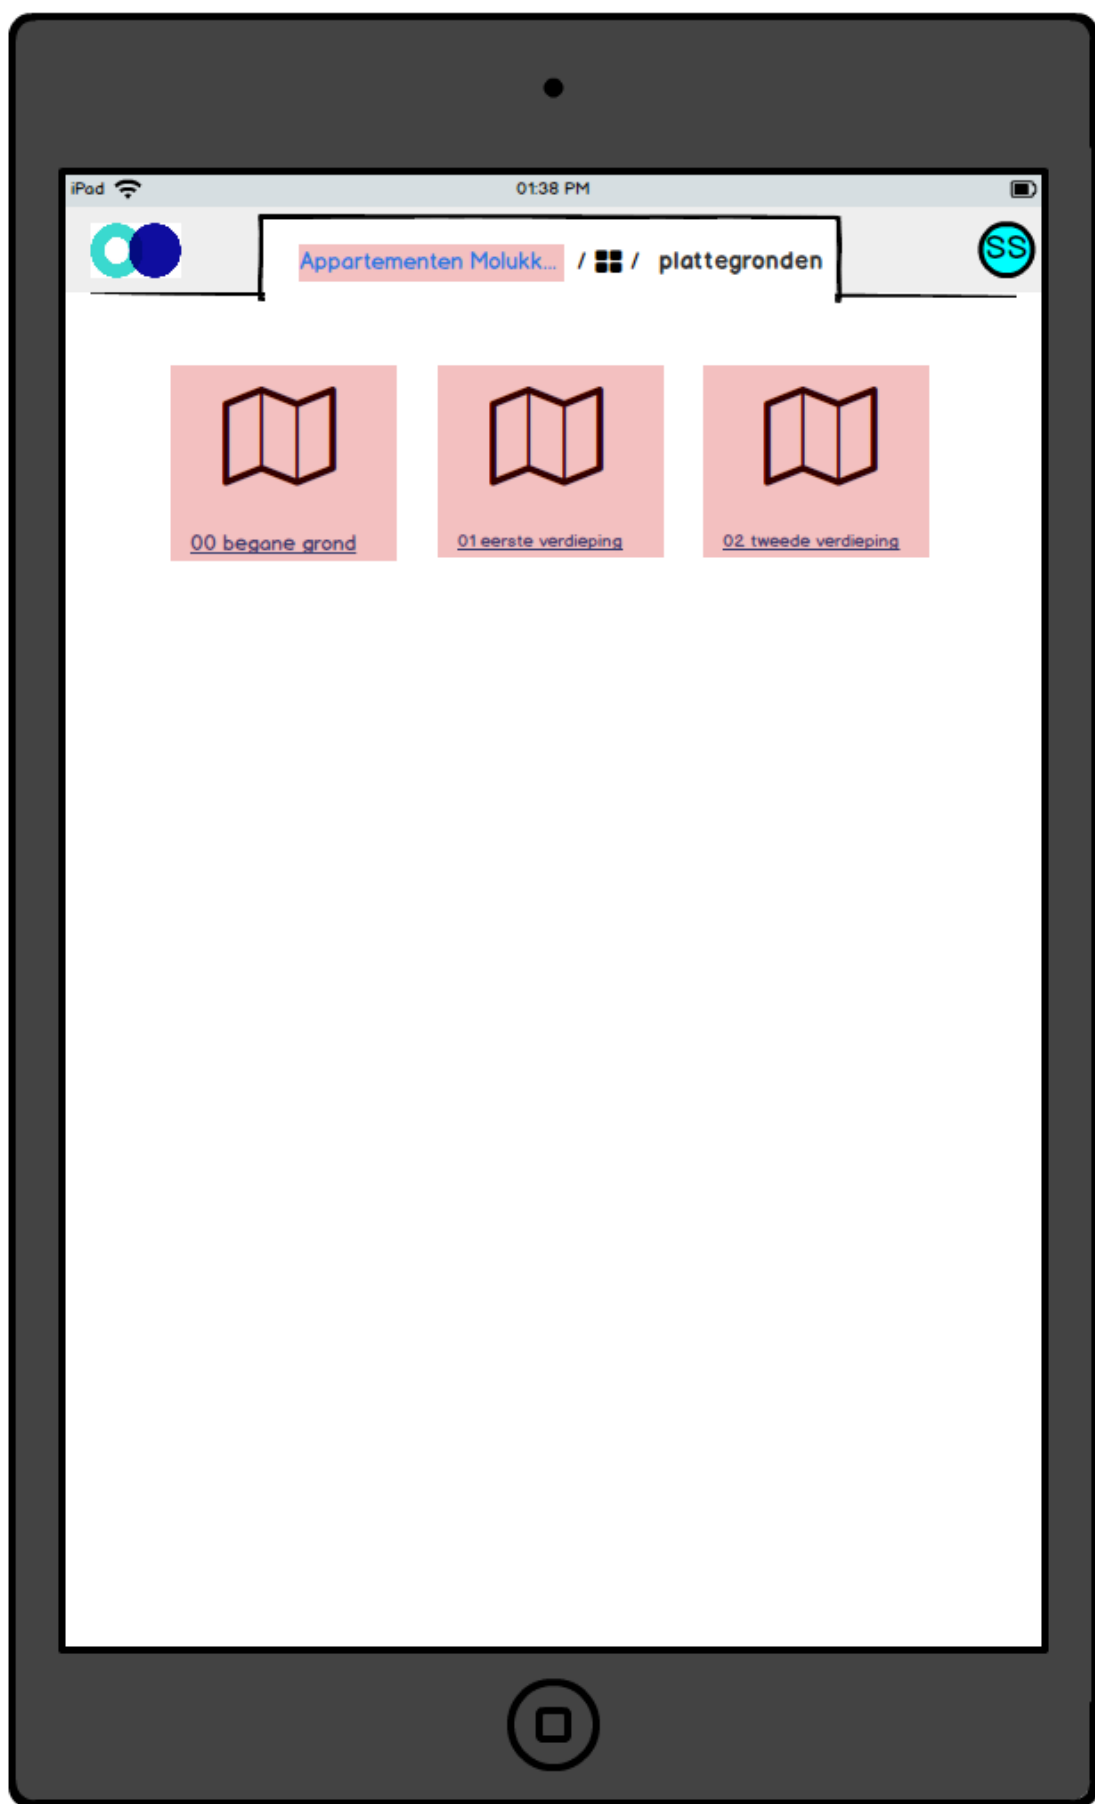 iPad 01:38 PM
Appartementen Molukk... / / plattegronden
SS
00 begane grond
01 eerste verdieping
02 tweede verdieping